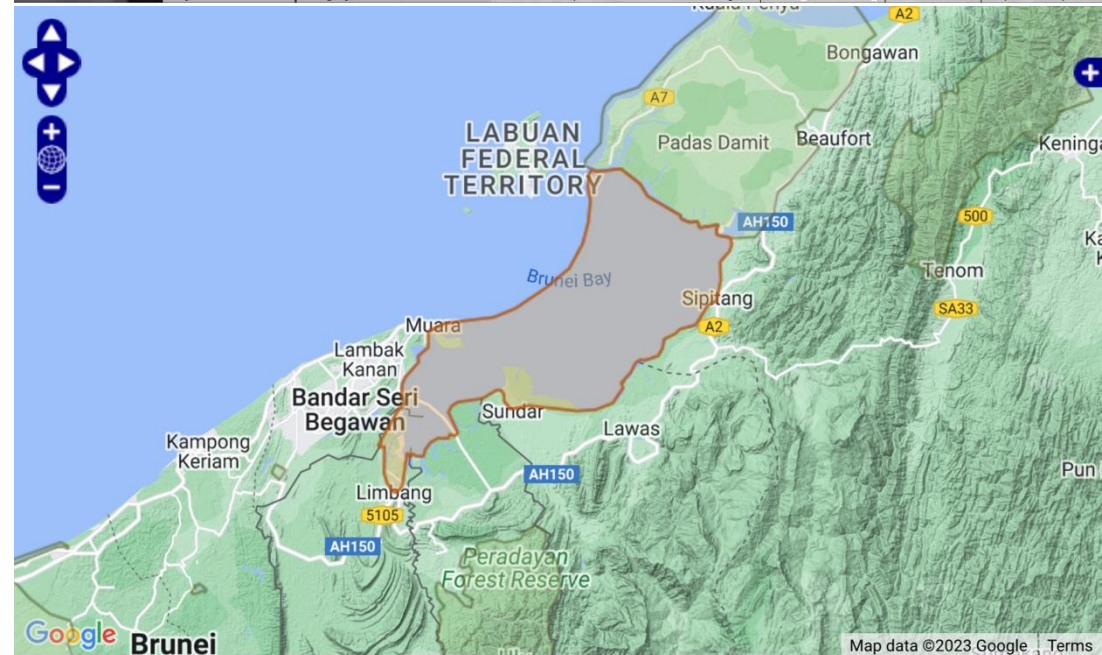 A2
Bongawan
A7
LABUAN
FEDERAL
TERRITORY
Padas Damit
Beaufort
AH150
500
Brunei Bay
Tenom
Sipitang
SA33
A2
Muara
Lambak
Kanan
Bandar Seri
Begawan
Sundar
Lawas
Kampong
Keriam
AH150
Limbang
5105
AH150
Peradayan
Forest Reserve
Pun
Google
Brunei
Map data ©2023 Google
Terms